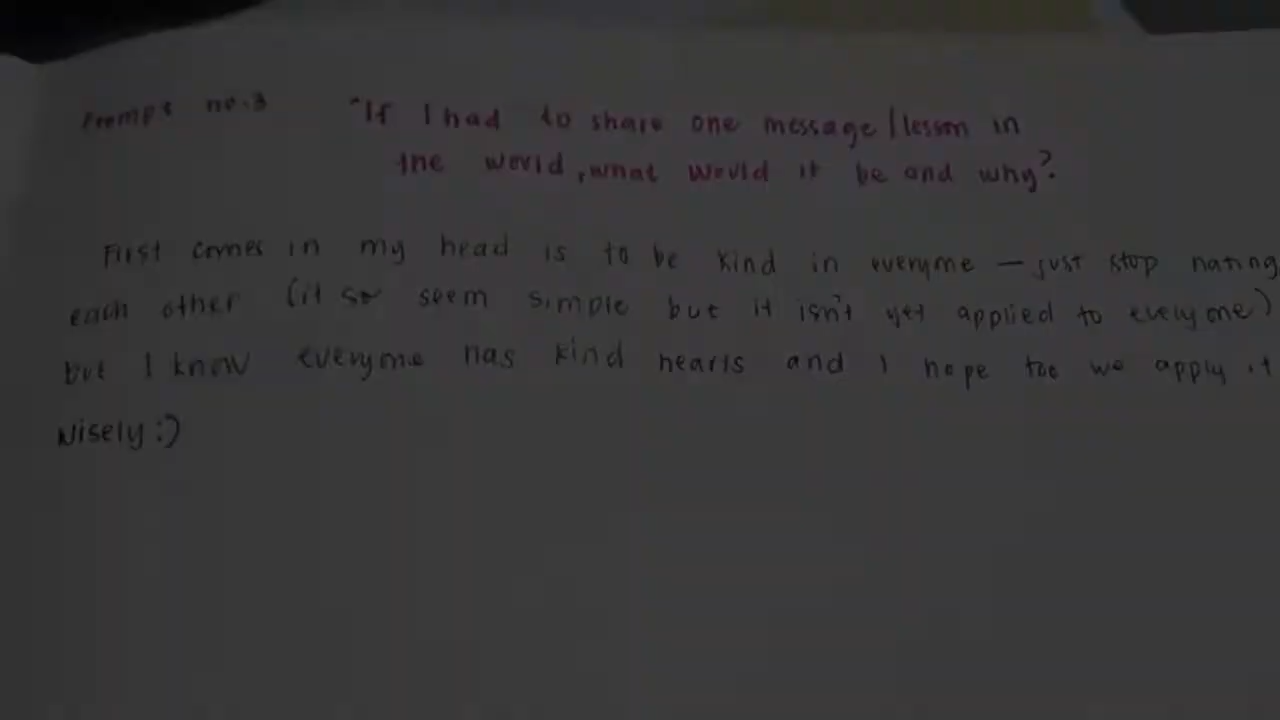 Promps no.3
"If I had to share one message/lesson in
the world, what would it be and why?
First comes in my head is to be kind in everyone — just stop hating
each other (it so seem simple but it isn't yet applied to everyone)
but I know everyone has kind hearts and I hope too we apply it
wisely :)